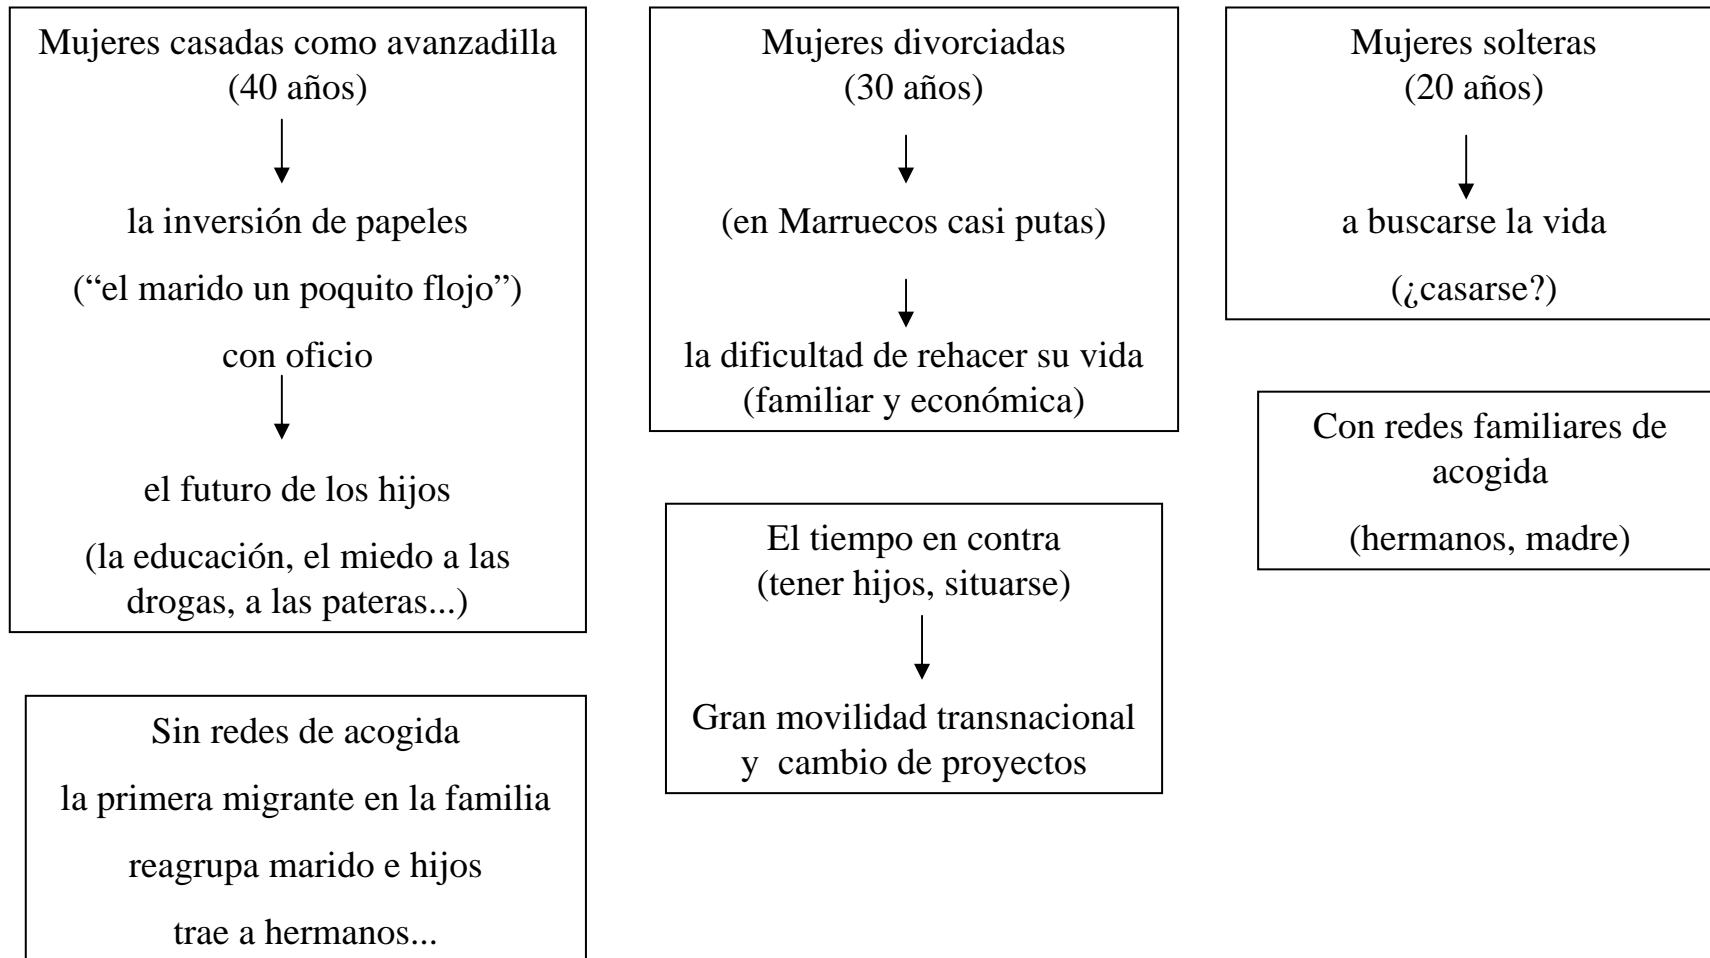 Mujeres casadas como avanzadilla
(40 años)
la inversión de papeles
(“el marido un poquito flojo”)
con oficio
el futuro de los hijos
(la educación, el miedo a las
drogas, a las pateras...)
Sin redes de acogida
la primera migrante en la familia
reagrupa marido e hijos
trae a hermanos...
Mujeres divorciadas
(30 años)
(en Marruecos casi putas)
la dificultad de rehacer su vida
(familiar y económica)
El tiempo en contra
(tener hijos, situarse)
Gran movilidad transnacional
y cambio de proyectos
Mujeres solteras
(20 años)
a buscarse la vida
(¿casarse?)
Con redes familiares de
acogida
(hermanos, madre)